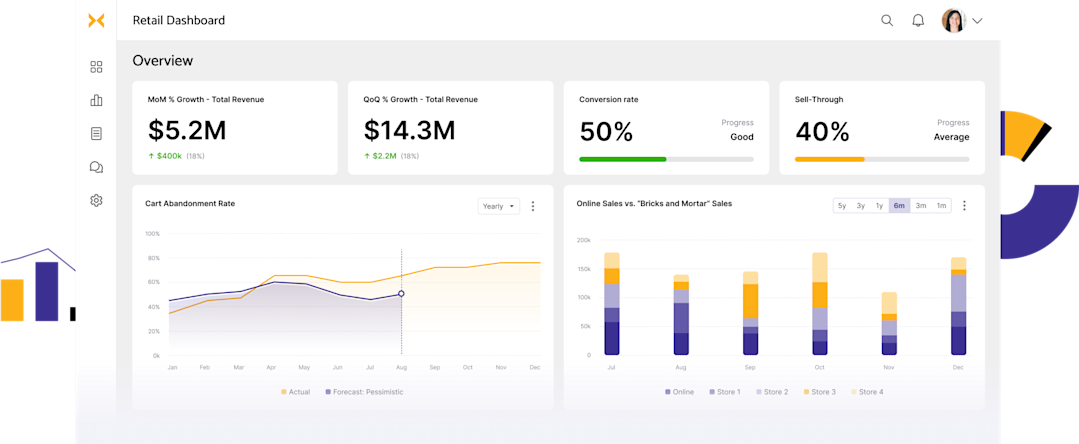 Retail Dashboard
Overview
MoM % Growth - Total Revenue
$5.2M
↑ $400k (18%)
QoQ % Growth - Total Revenue
$14.3M
↑ $2.2M (18%)
Conversion rate
50%
Progress
Good
Sell-Through
40%
Progress
Average
Cart Abandonment Rate
Yearly
100%
80%
60%
40%
20%
0k
Jan Feb Mar Apr May Jun Jul Aug Sep Oct Nov Dec
Actual Forecast: Pessimistic
Online Sales vs. "Bricks and Mortar" Sales
5y 3y 1y 6m 3m 1m
200k
150k
100k
50k
0
Jul Aug Sep Oct Nov Dec
Online Store 1 Store 2 Store 3 Store 4